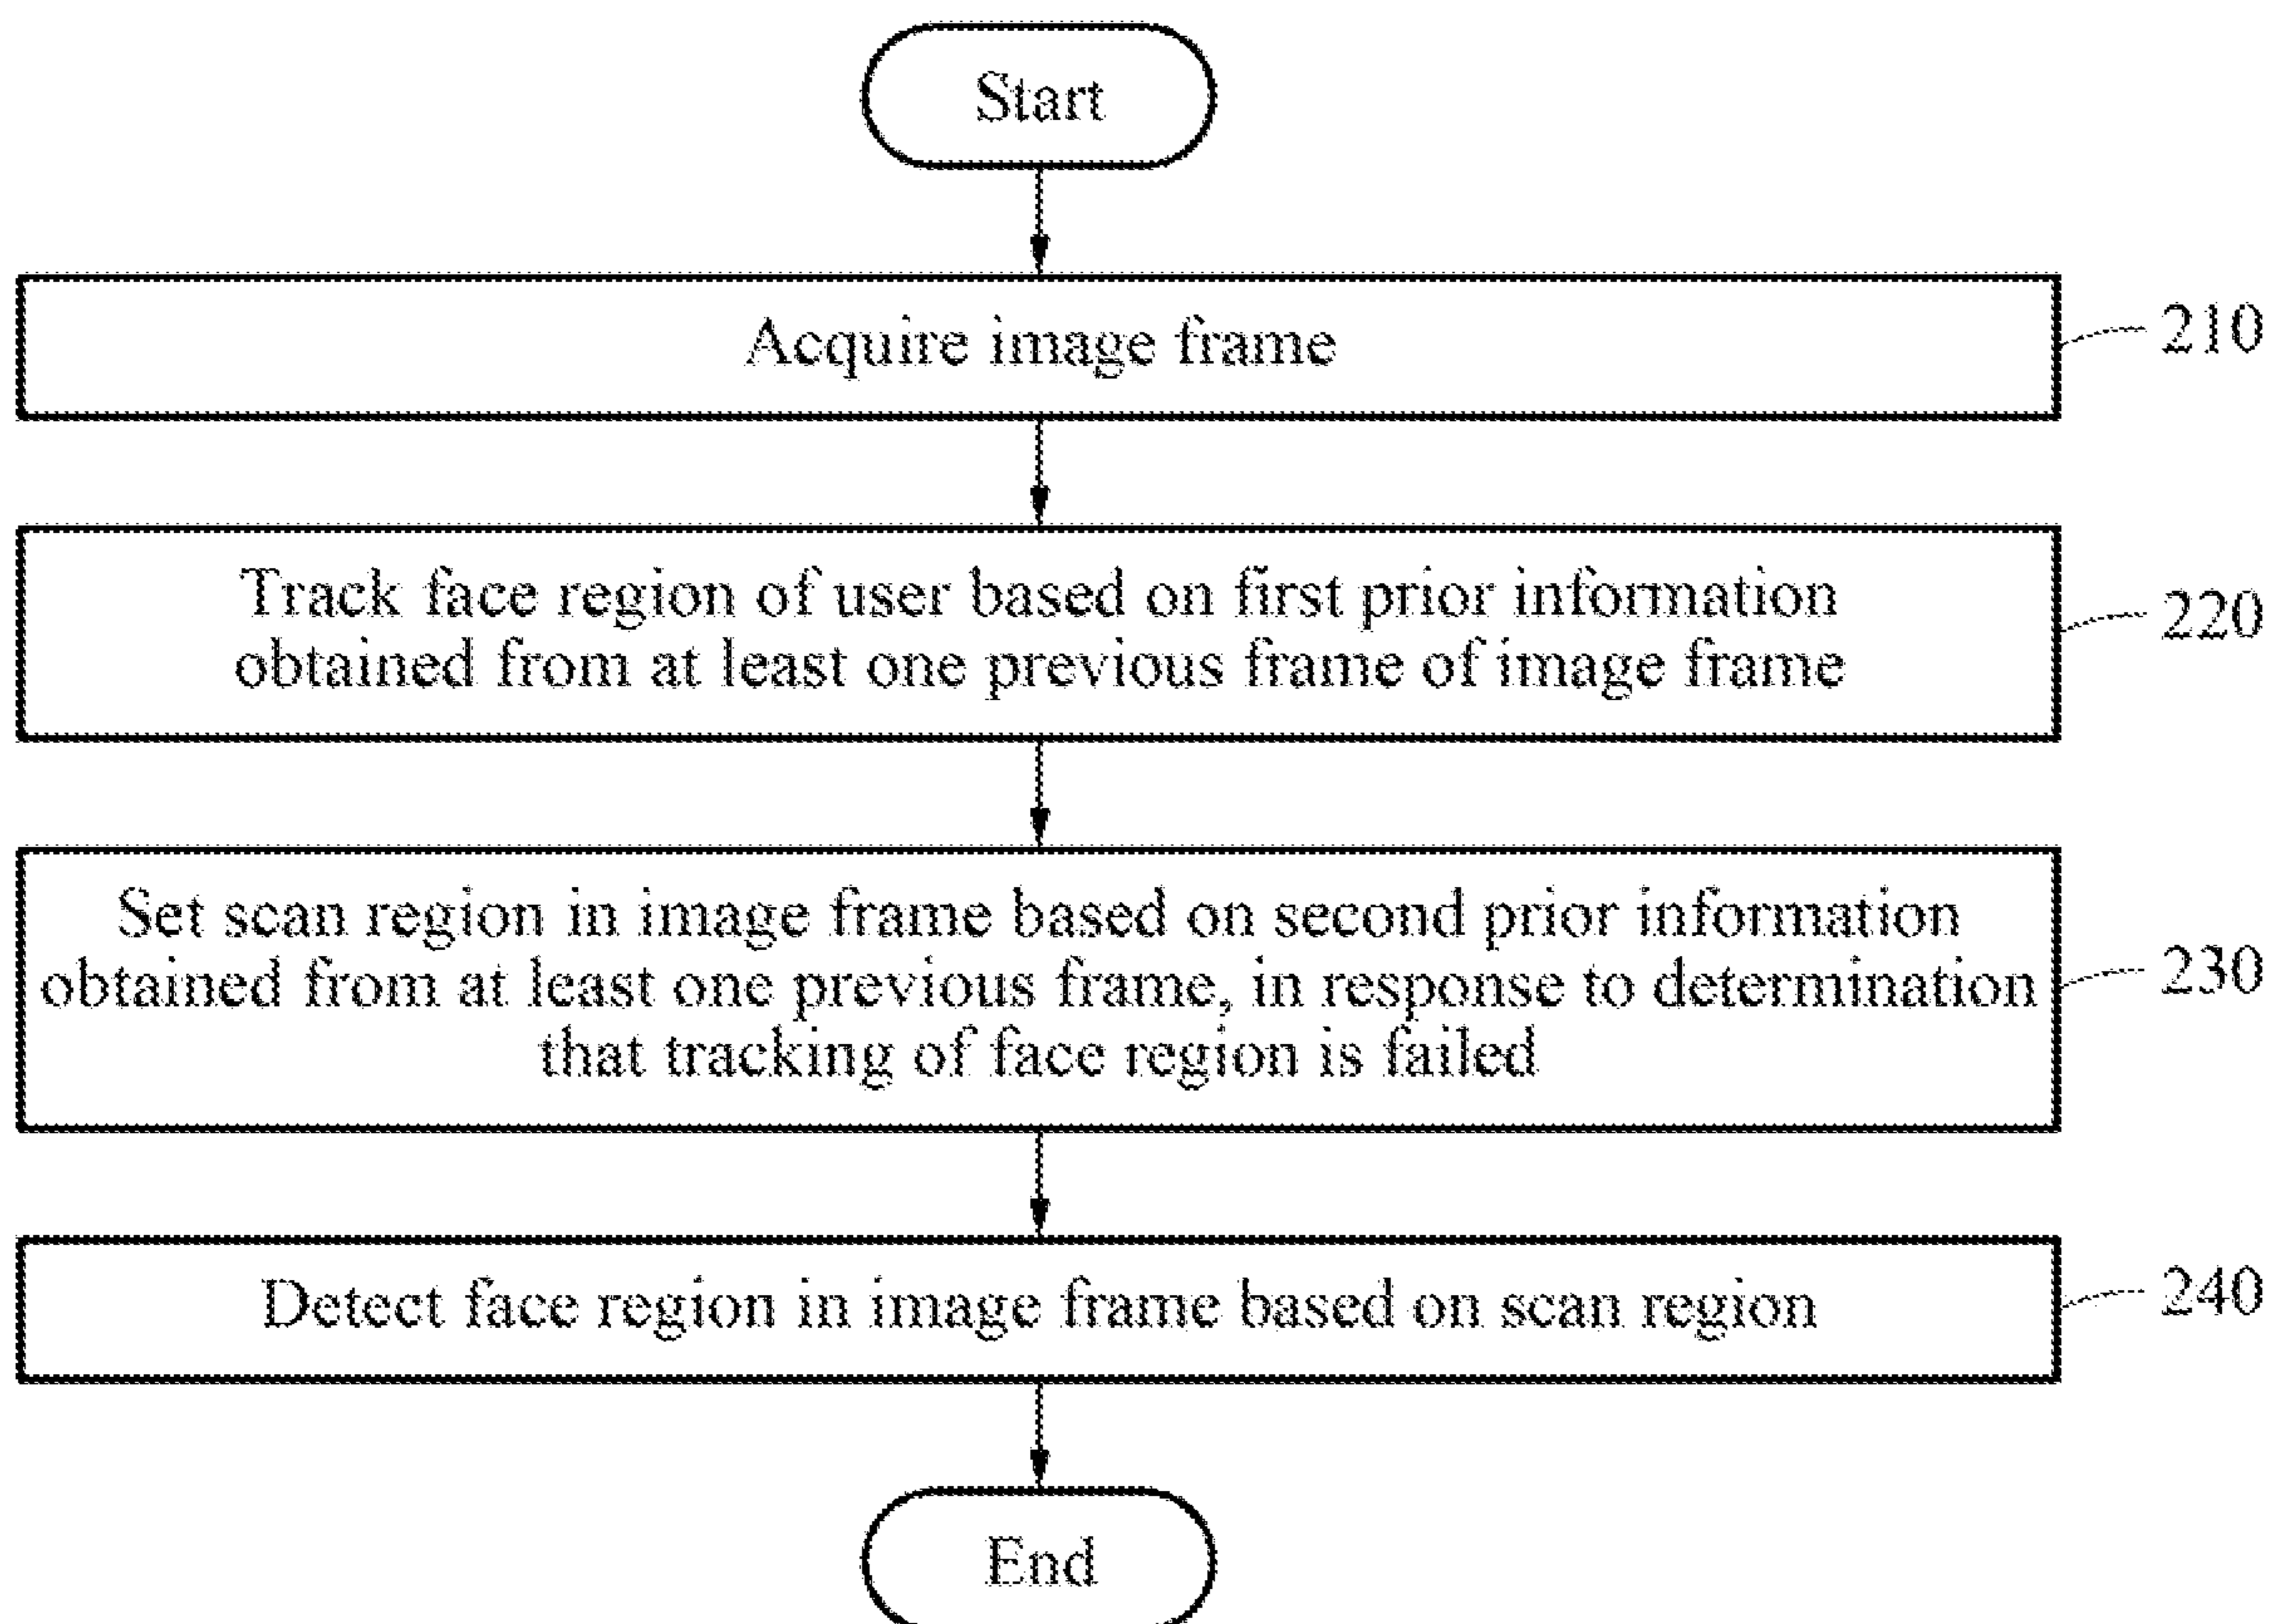 Start
Acquire image frame
210
Track face region of user based on first prior information
obtained from at least one previous frame of image frame
220
Set scan region in image frame based on second prior information
obtained from at least one previous frame, in response to determination
that tracking of face region is failed
230
Detect face region in image frame based on scan region
240
End